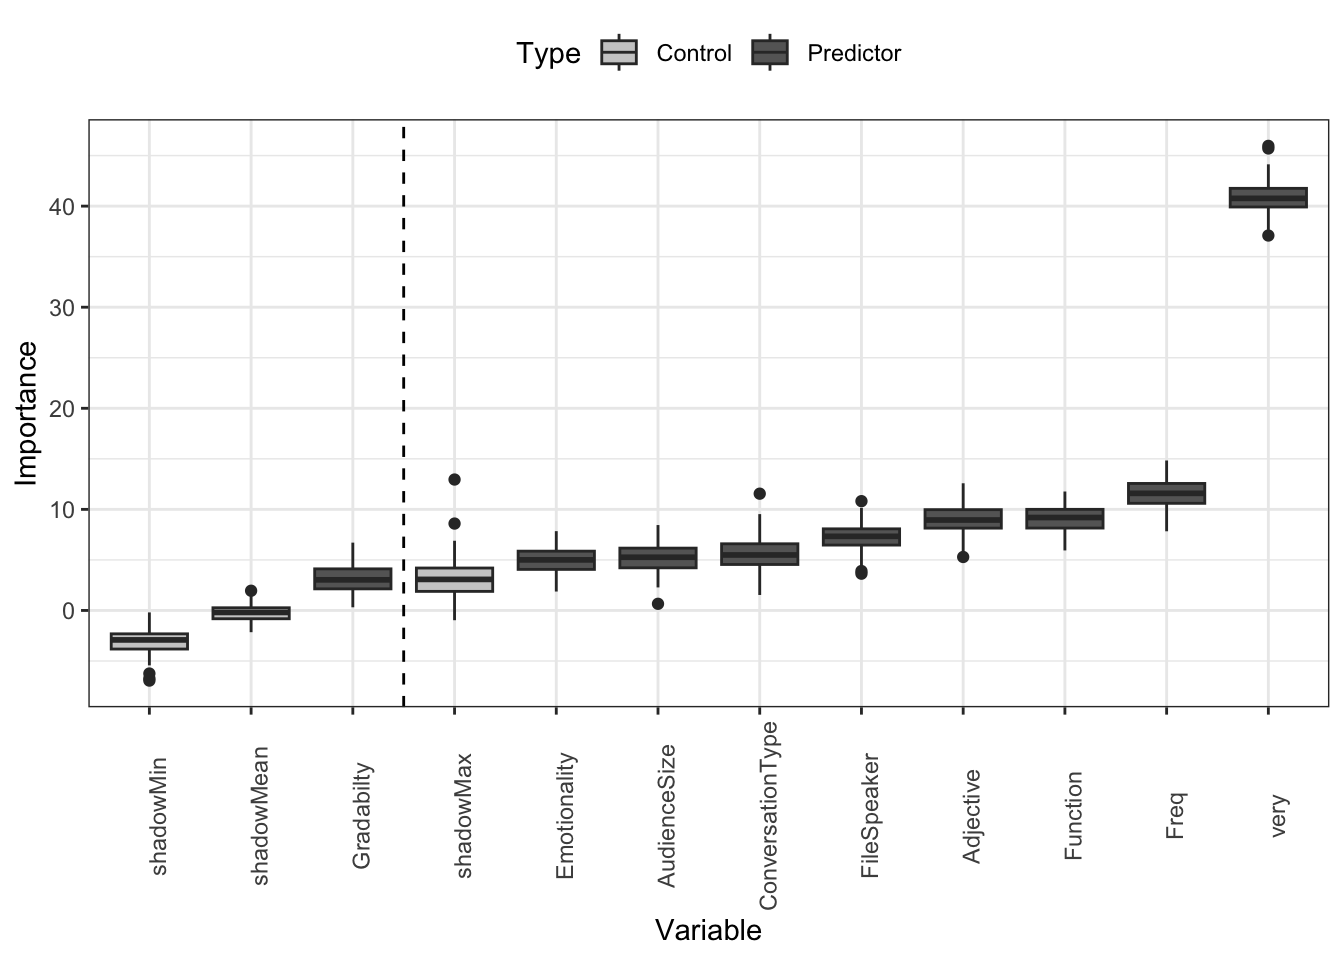 Type Control Predictor
Importance
40
30
20
10
0
shadowMin
shadowMean
Gradabilty
shadowMax
Emotionality
AudienceSize
ConversationType
FileSpeaker
Adjective
Function
Freq
very
Variable